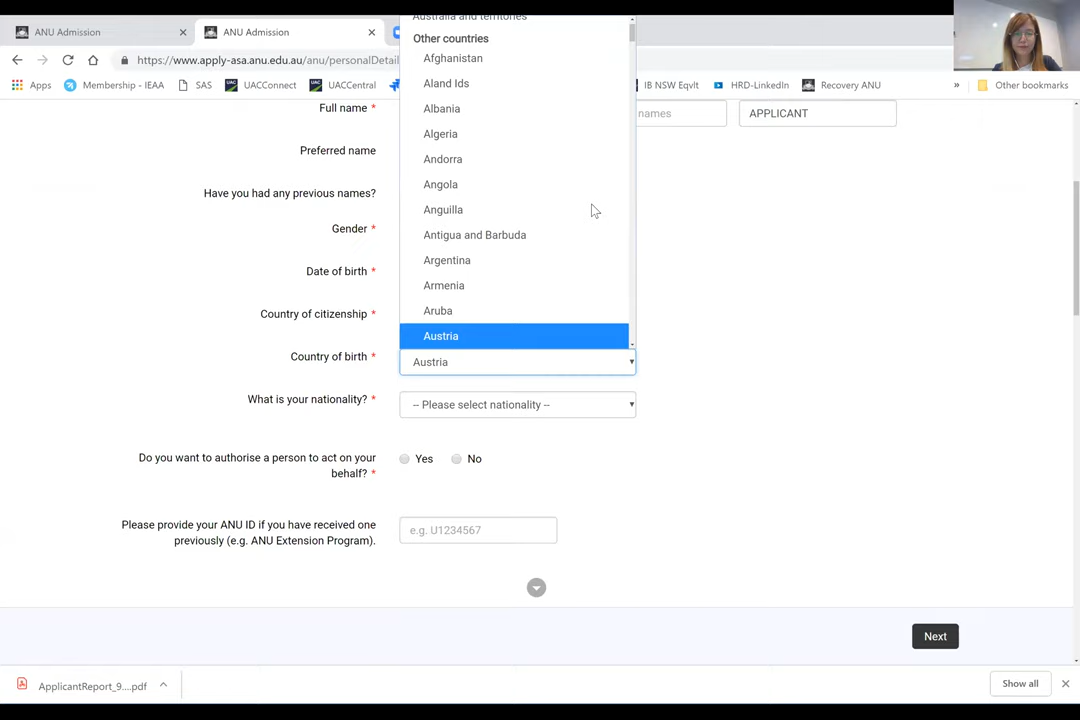 ANU Admission
ANU Admission
https://www.apply-asa.anu.edu.au/anu/personalDetail
Apps
Membership - IEAA
SAS
UACConnect
UACCentral
IB NSW Eqvlt
HRD-LinkedIn
Recovery ANU
»
Other bookmarks
Australia and territories
Other countries
Afghanistan
Aland Ids
Albania
Algeria
Andorra
Angola
Anguilla
Antigua and Barbuda
Argentina
Armenia
Aruba
Austria
Full name *
names
APPLICANT
Preferred name
Have you had any previous names?
Gender *
Date of birth *
Country of citizenship *
Country of birth *
Austria
What is your nationality? *
-- Please select nationality --
Do you want to authorise a person to act on your
behalf? *
Yes
No
Please provide your ANU ID if you have received one
previously (e.g. ANU Extension Program).
e.g. U1234567
Next
ApplicantReport_9....pdf
Show all